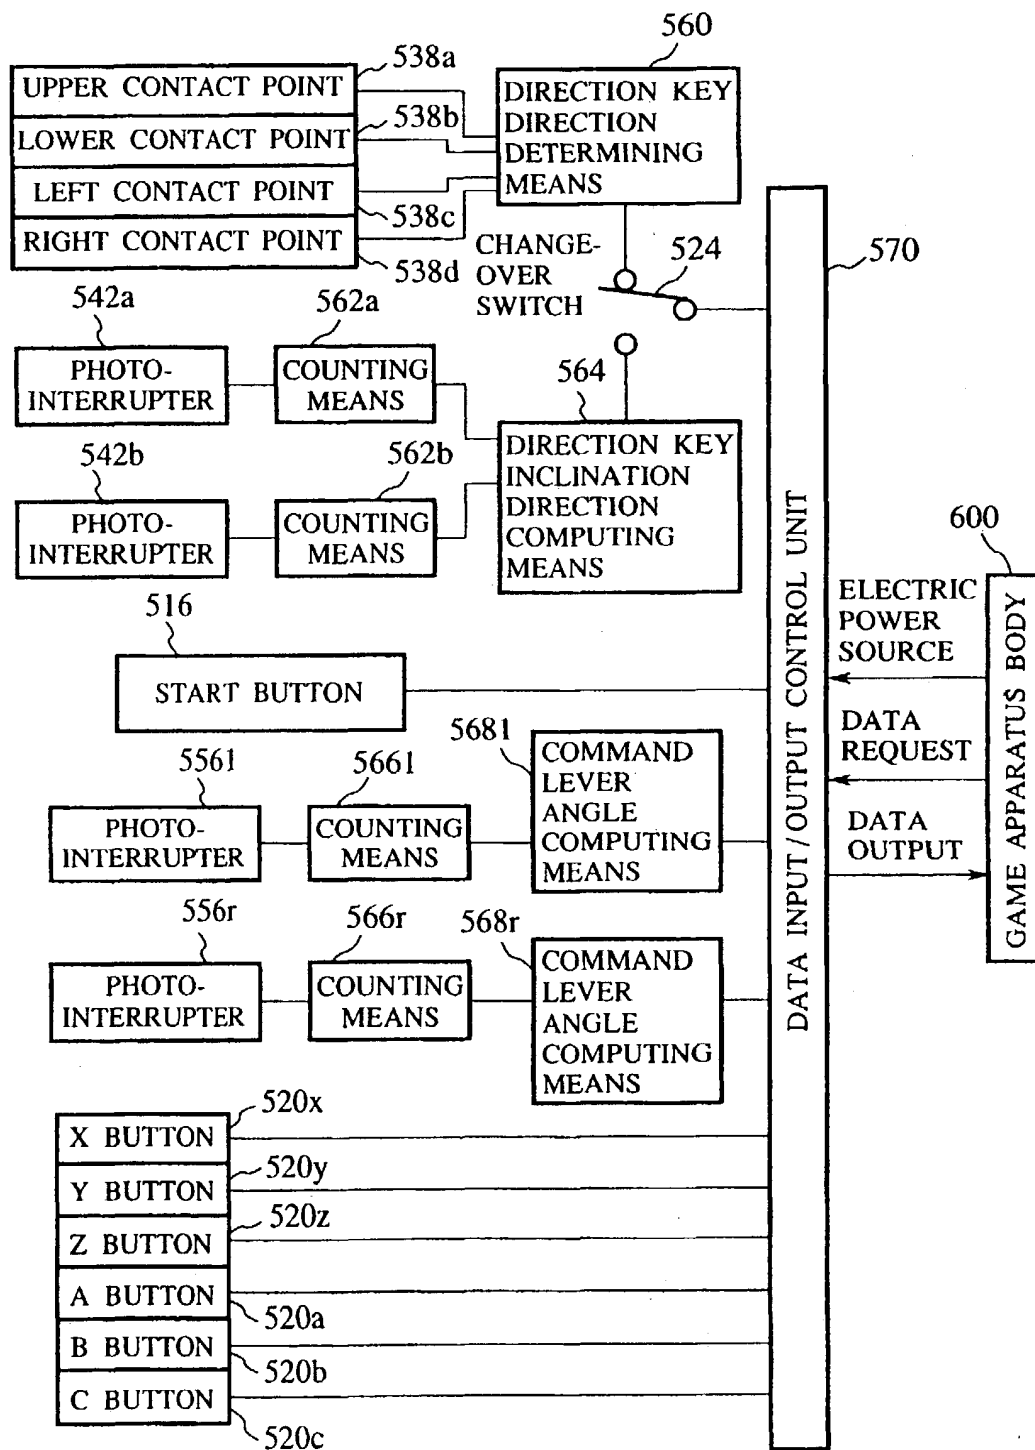 560
538a
UPPER CONTACT POINT
538b
LOWER CONTACT POINT
LEFT CONTACT POINT
538c
RIGHT CONTACT POINT
538d
DIRECTION KEY
DIRECTION
DETERMINING
MEANS
CHANGE-
OVER
SWITCH
524
570
542a
PHOTO-
INTERRUPTER
562a
COUNTING
MEANS
564
542b
PHOTO-
INTERRUPTER
562b
COUNTING
MEANS
DIRECTION KEY
INCLINATION
DIRECTION
COMPUTING
MEANS
516
START BUTTON
5561
PHOTO-
INTERRUPTER
5661
COUNTING
MEANS
5681
COMMAND
LEVER
ANGLE
COMPUTING
MEANS
556r
PHOTO-
INTERRUPTER
566r
COUNTING
MEANS
568r
COMMAND
LEVER
ANGLE
COMPUTING
MEANS
520x
X BUTTON
520y
Y BUTTON
520z
Z BUTTON
A BUTTON
520a
B BUTTON
520b
C BUTTON
520c
DATA INPUT/OUTPUT CONTROL UNIT
600
ELECTRIC
POWER
SOURCE
DATA
REQUEST
DATA
OUTPUT
GAME APPARATUS BODY